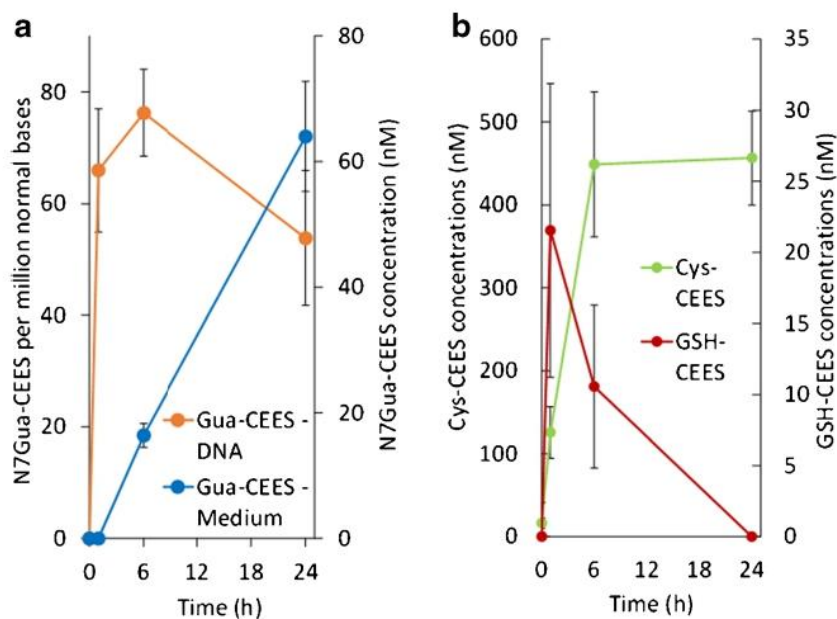 a
N7Gua-CEES per million normal bases
80
60
40
20
0
80
60
40
20
0
N7Gua-CEES concentration (nM)
Gua-CEES -
DNA
Gua-CEES -
Medium
0 6 12 18 24
Time (h)
b
Cys-CEES concentrations (nM)
600
500
400
300
200
100
0
35
30
25
20
15
10
5
0
GSH-CEES concentrations (nM)
Cys-
CEES
GSH-
CEES
0 6 12 18 24
Time (h)